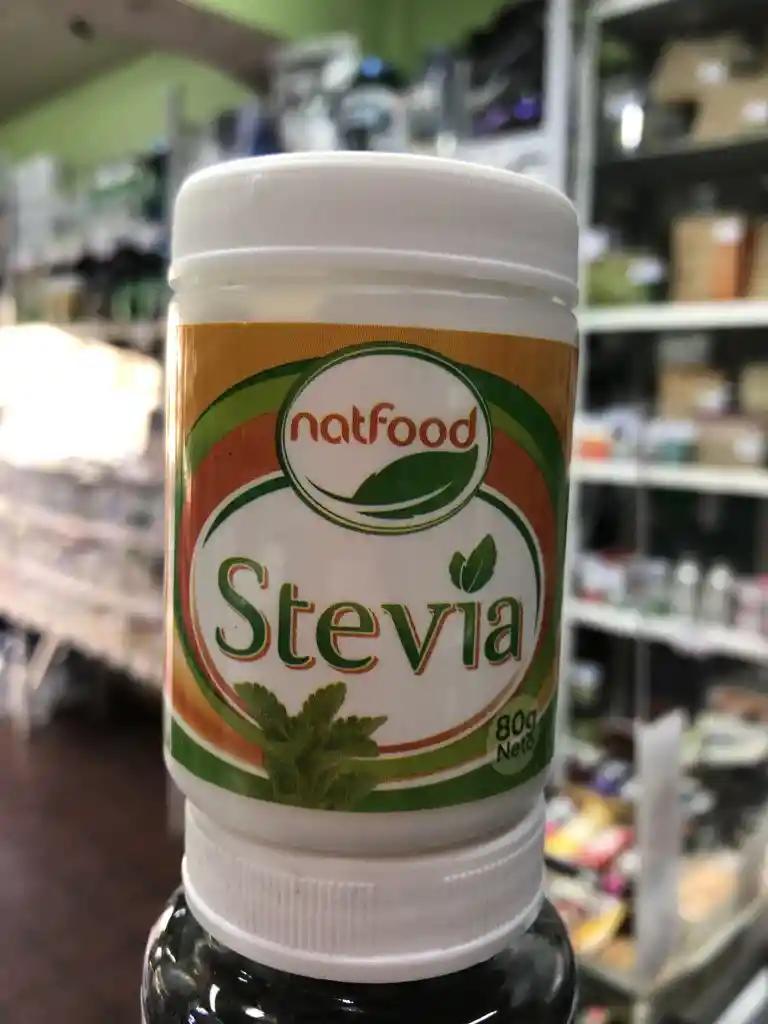 natfood
Stevia
80g
Neto